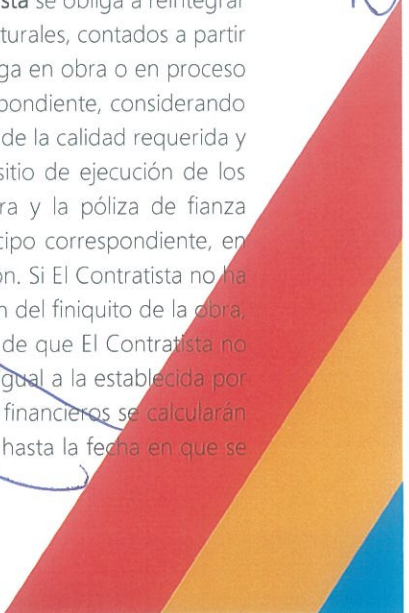 sta se obliga a reintegrar
turales, contados a partir
ga en obra o en proceso
pondiente, considerando
de la calidad requerida y
sitio de ejecución de los
ra y la póliza de fianza
cipo correspondiente, en
ón. Si El Contratista no ha
n del finiquito de la obra,
de que El Contratista no
igual a la establecida por
financieros se calcularán
hasta la fecha en que se